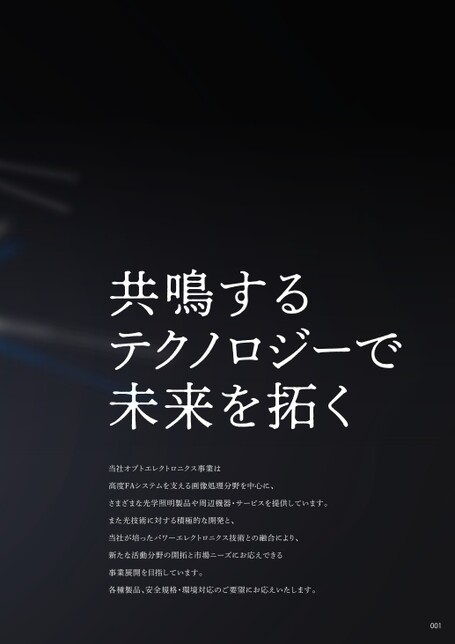 共鳴する
テクノロジーで
未来を拓く
当社オプトエレクトロニクス事業は
高度FAシステムを支える画像処理分野を中心に、
さまざまな光学照明製品や周辺機器・サービスを提供しています。
また光技術に対する積極的な開発と、
当社が培ったパワーエレクトロニクス技術との融合により、
新たな活動分野の開拓と市場ニーズにお応えできる
事業展開を目指しています。
各種製品、安全規格・環境対応のご要望にお応えいたします。
001